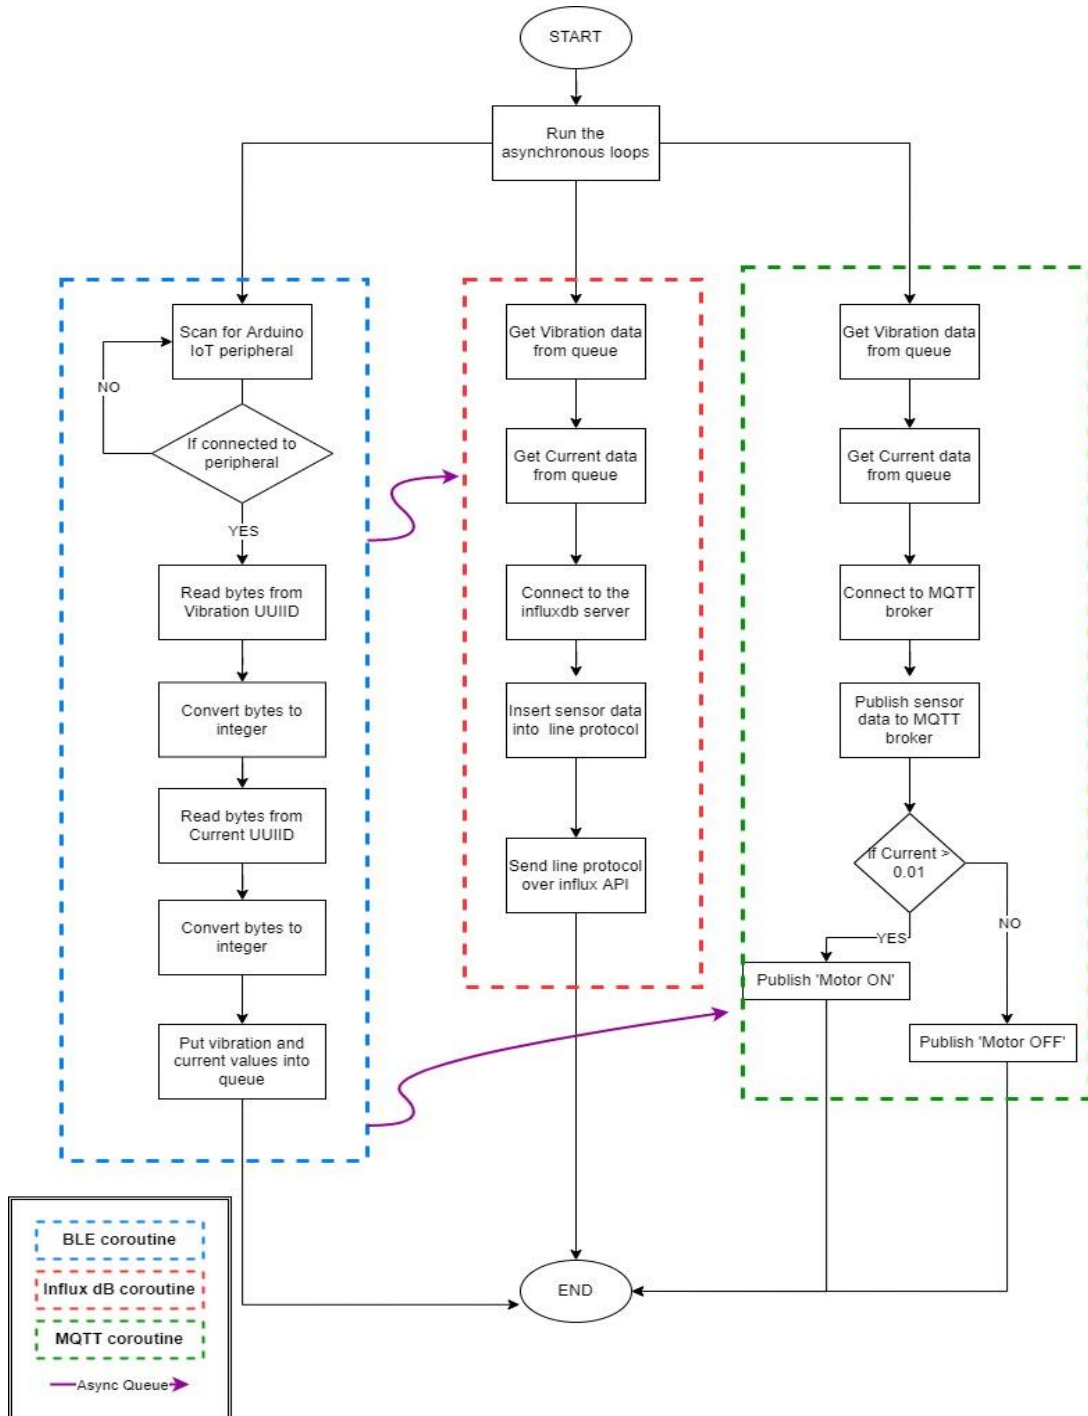 START
Run the
asynchronous loops
Scan for Arduino
IoT peripheral
NO
If connected to
peripheral
YES
Read bytes from
Vibration UUIID
Convert bytes to
integer
Read bytes from
Current UUIID
Convert bytes to
integer
Put vibration and
current values into
queue
Get Vibration data
from queue
Get Current data
from queue
Connect to the
influxdb server
Insert sensor data
into line protocol
Send line protocol
over influx API
Get Vibration data
from queue
Get Current data
from queue
Connect to MQTT
broker
Publish sensor
data to MQTT
broker
If Current >
0.01
YES
NO
Publish 'Motor ON'
Publish 'Motor OFF'
END
BLE coroutine
Influx dB coroutine
MQTT coroutine
Async Queue